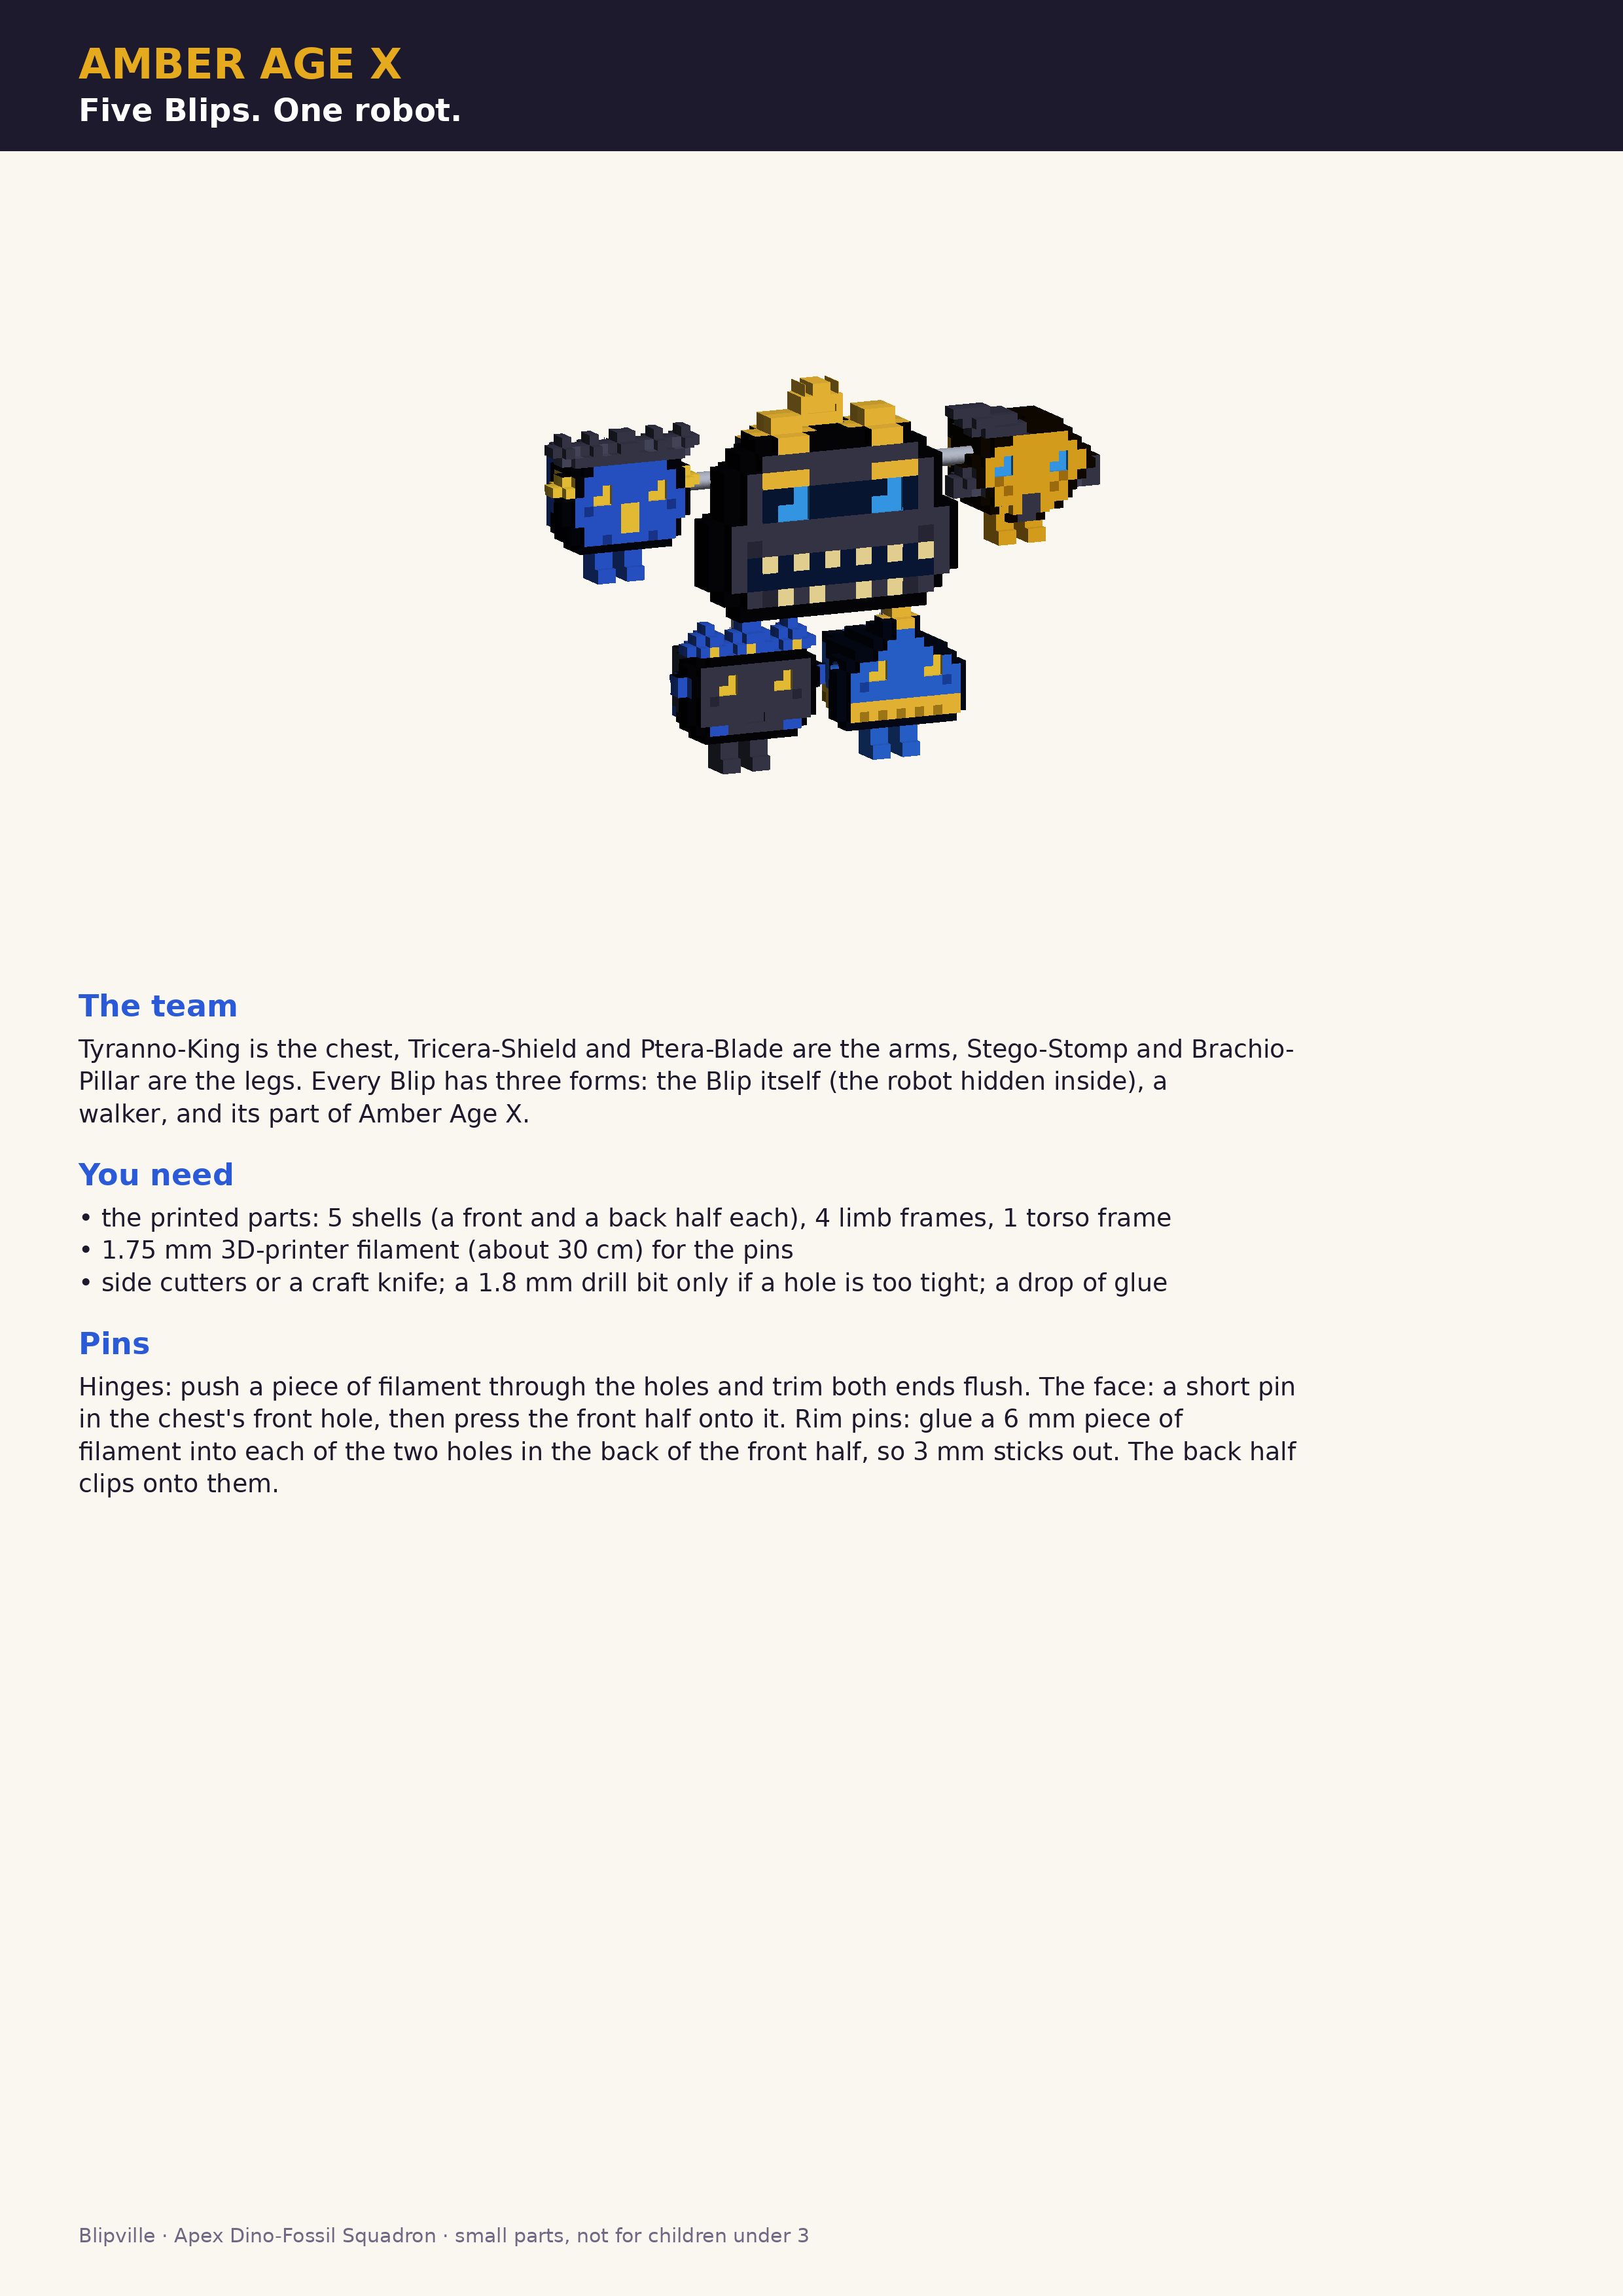 AMBER AGE X
Five Blips. One robot.
The team
Tyranno-King is the chest, Tricera-Shield and Ptera-Blade are the arms, Stego-Stomp and Brachio-
Pillar are the legs. Every Blip has three forms: the Blip itself (the robot hidden inside), a
walker, and its part of Amber Age X.
You need
• the printed parts: 5 shells (a front and a back half each), 4 limb frames, 1 torso frame
• 1.75 mm 3D-printer filament (about 30 cm) for the pins
• side cutters or a craft knife; a 1.8 mm drill bit only if a hole is too tight; a drop of glue
Pins
Hinges: push a piece of filament through the holes and trim both ends flush. The face: a short pin
in the chest's front hole, then press the front half onto it. Rim pins: glue a 6 mm piece of
filament into each of the two holes in the back of the front half, so 3 mm sticks out. The back half
clips onto them.
Blipville · Apex Dino-Fossil Squadron · small parts, not for children under 3